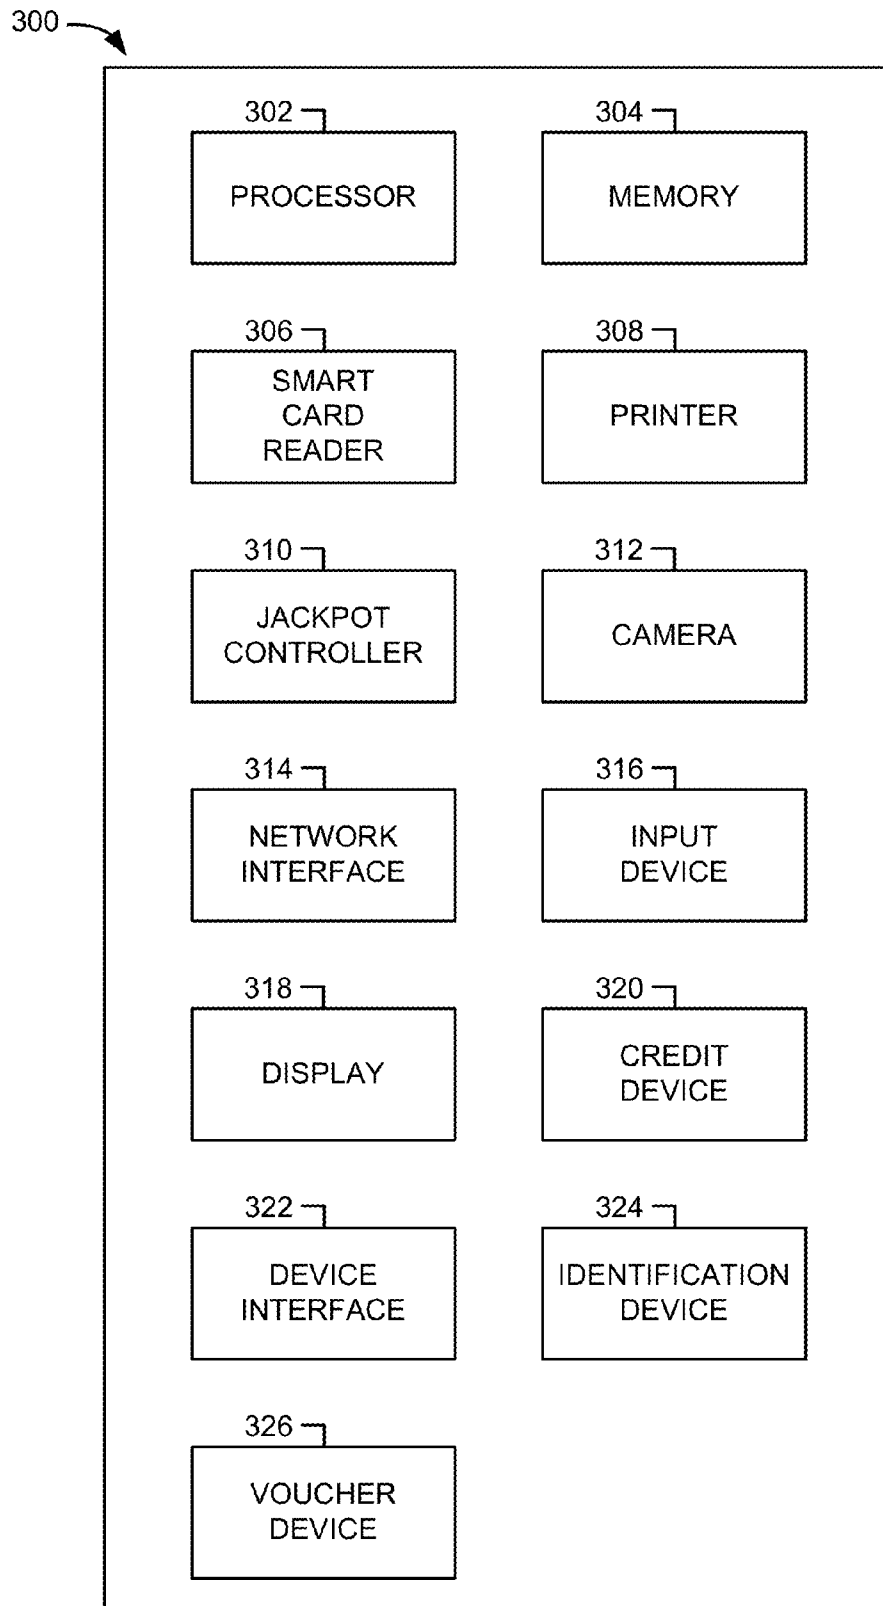 300
302
PROCESSOR
304
MEMORY
306
SMART
CARD
READER
308
PRINTER
310
JACKPOT
CONTROLLER
312
CAMERA
314
NETWORK
INTERFACE
316
INPUT
DEVICE
318
DISPLAY
320
CREDIT
DEVICE
322
DEVICE
INTERFACE
324
IDENTIFICATION
DEVICE
326
VOUCHER
DEVICE